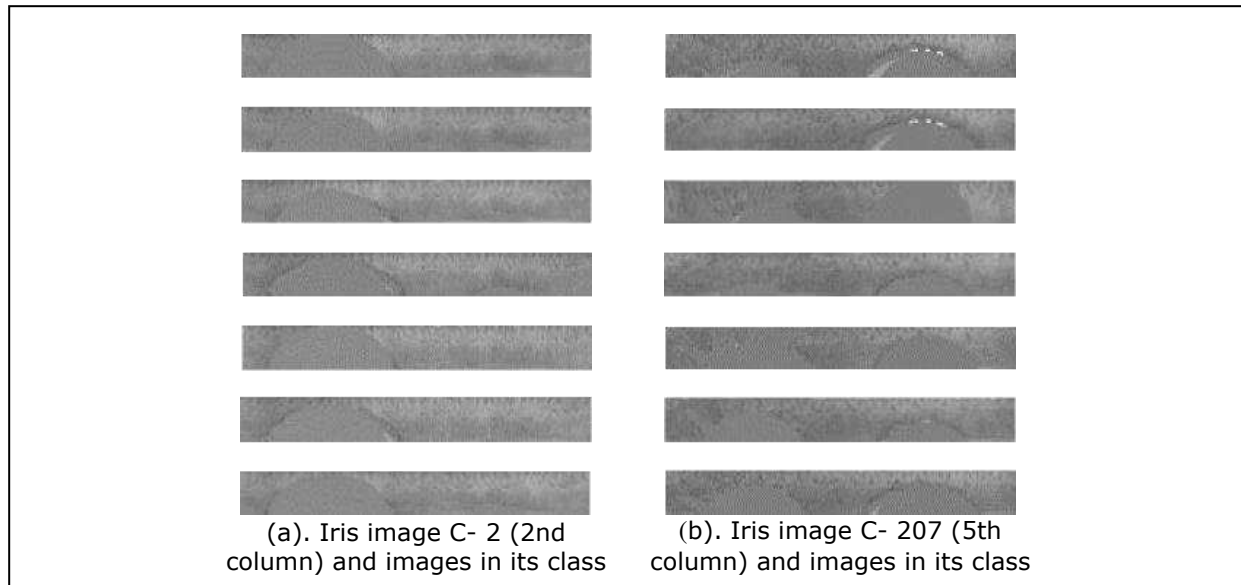 (a). Iris image C- 2 (2nd
column) and images in its class
(b). Iris image C- 207 (5th
column) and images in its class